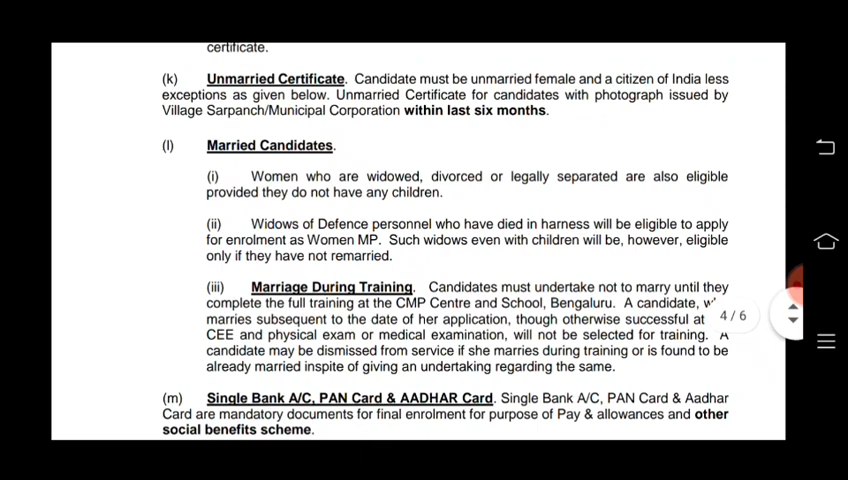 certificate.
(k) Unmarried Certificate. Candidate must be unmarried female and a citizen of India less
exceptions as given below. Unmarried Certificate for candidates with photograph issued by
Village Sarpanch/Municipal Corporation within last six months.
(l) Married Candidates.
(i) Women who are widowed, divorced or legally separated are also eligible
provided they do not have any children.
(ii) Widows of Defence personnel who have died in harness will be eligible to apply
for enrolment as Women MP. Such widows even with children will be, however, eligible
only if they have not remarried.
(iii) Marriage During Training. Candidates must undertake not to marry until they
complete the full training at the CMP Centre and School, Bengaluru. A candidate,
marries subsequent to the date of her application, though otherwise successful at
4 / 6
CEE and physical exam or medical examination, will not be selected for training. A
candidate may be dismissed from service if she marries during training or is found to be
already married inspite of giving an undertaking regarding the same.
(m) Single Bank A/C, PAN Card & AADHAR Card. Single Bank A/C, PAN Card & Aadhar
Card are mandatory documents for final enrolment for purpose of Pay & allowances and other
social benefits scheme.